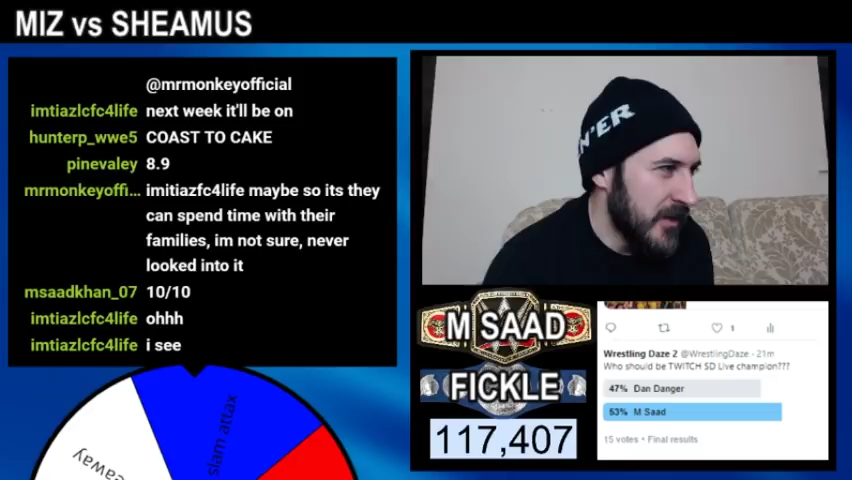 MIZ vs SHEAMUS
@mrmonkeyofficial
imtiazlcfc4life next week it'll be on
hunterp_wwe5 COAST TO CAKE
pinevaley 8.9
mrmonkeyoffi... imitiazfc4life maybe so its they
can spend time with their
families, im not sure, never
looked into it
msaadkhan_07 10/10
imtiazlcfc4life ohhh
imtiazlcfc4life i see
slam attax
eaway
N'ER
M SAAD
FICKLE
117,407
1
Wrestling Daze 2 @WrestlingDaze · 21m
Who should be TWITCH SD Live champion???
47% Dan Danger
53% M Saad
15 votes · Final results